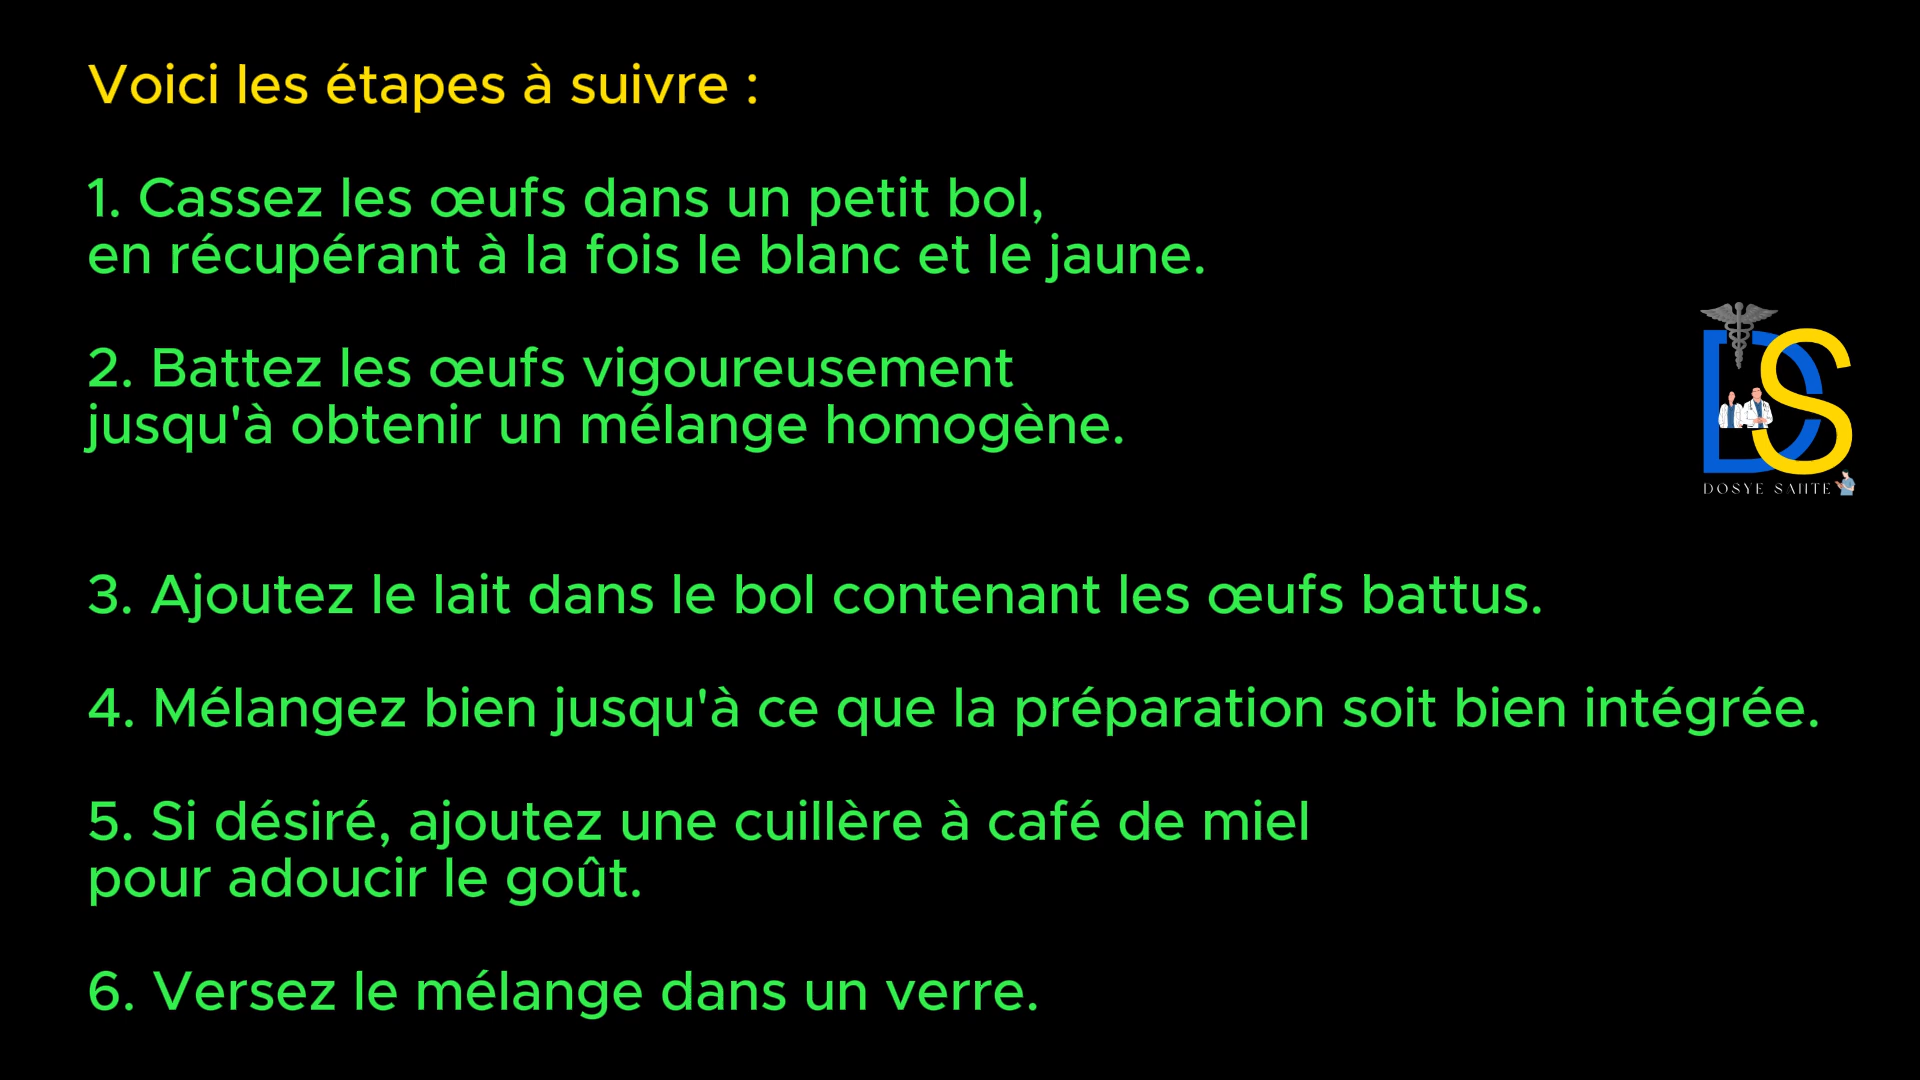 Voici les étapes à suivre :
1. Cassez les œufs dans un petit bol,
en récupérant à la fois le blanc et le jaune.
2. Battez les œufs vigoureusement
jusqu'à obtenir un mélange homogène.
DS
DOSYE SANTE
3. Ajoutez le lait dans le bol contenant les œufs battus.
4. Mélangez bien jusqu'à ce que la préparation soit bien intégrée.
5. Si désiré, ajoutez une cuillère à café de miel
pour adoucir le goût.
6. Versez le mélange dans un verre.